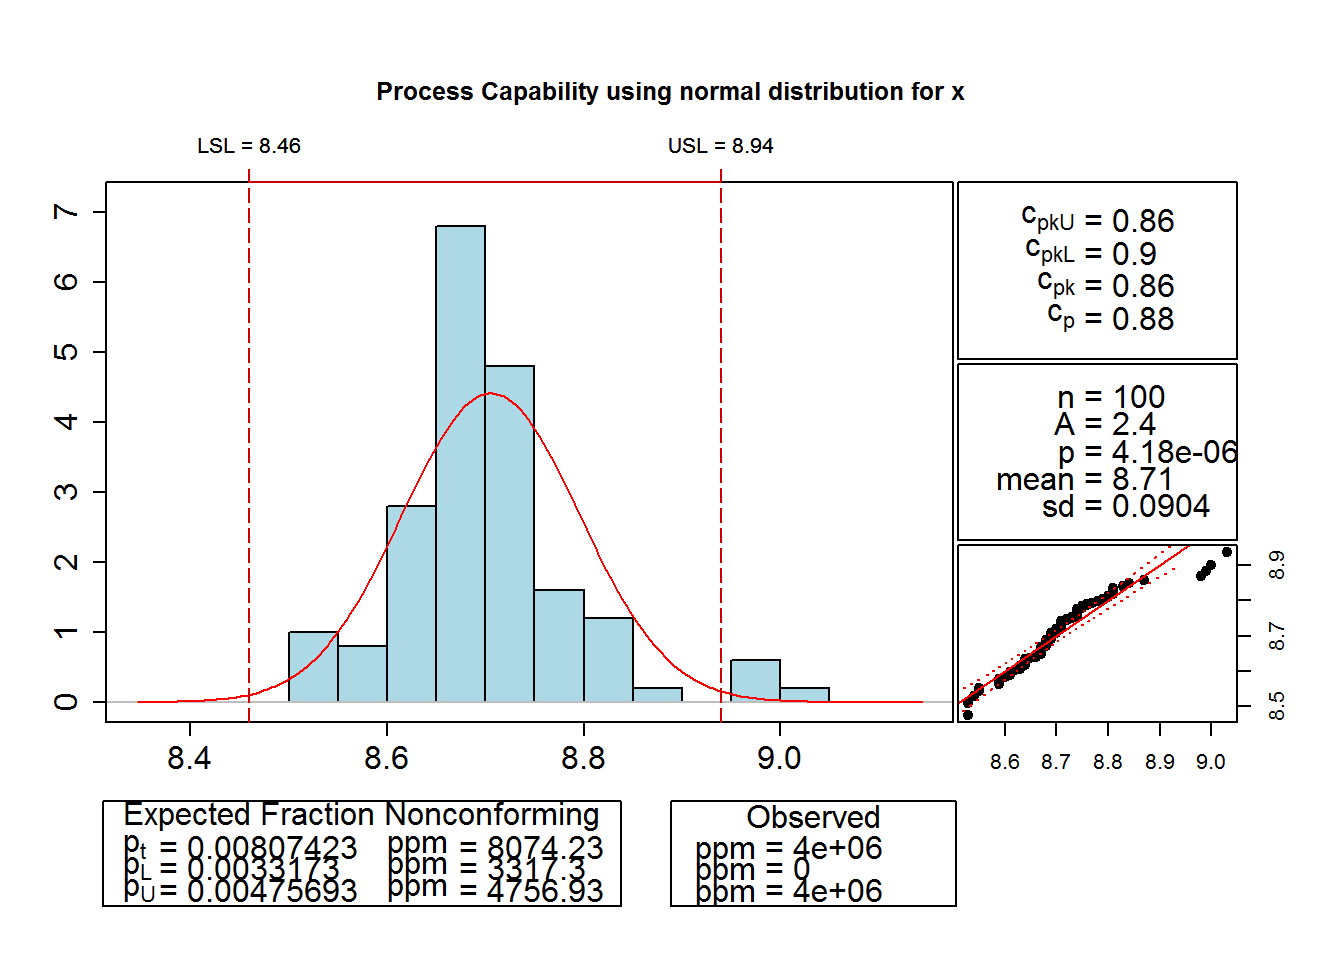 Process Capability using normal distribution for x
LSL = 8.46
USL = 8.94
7
6
5
4
3
2
1
0
8.4
8.6
8.8
9.0
cpkU = 0.86
cpkL = 0.9
cpk = 0.86
cp = 0.88
n = 100
A = 2.4
p = 4.18e-06
mean = 8.71
sd = 0.0904
8.9
8.7
8.5
8.6
8.7
8.8
8.9
9.0
Expected Fraction Nonconforming
pt = 0.00807423 ppm = 8074.23
pL = 0.0033173 ppm = 3317.3
pU = 0.00475693 ppm = 4756.93
Observed
ppm = 4e+06
ppm = 0
ppm = 4e+06